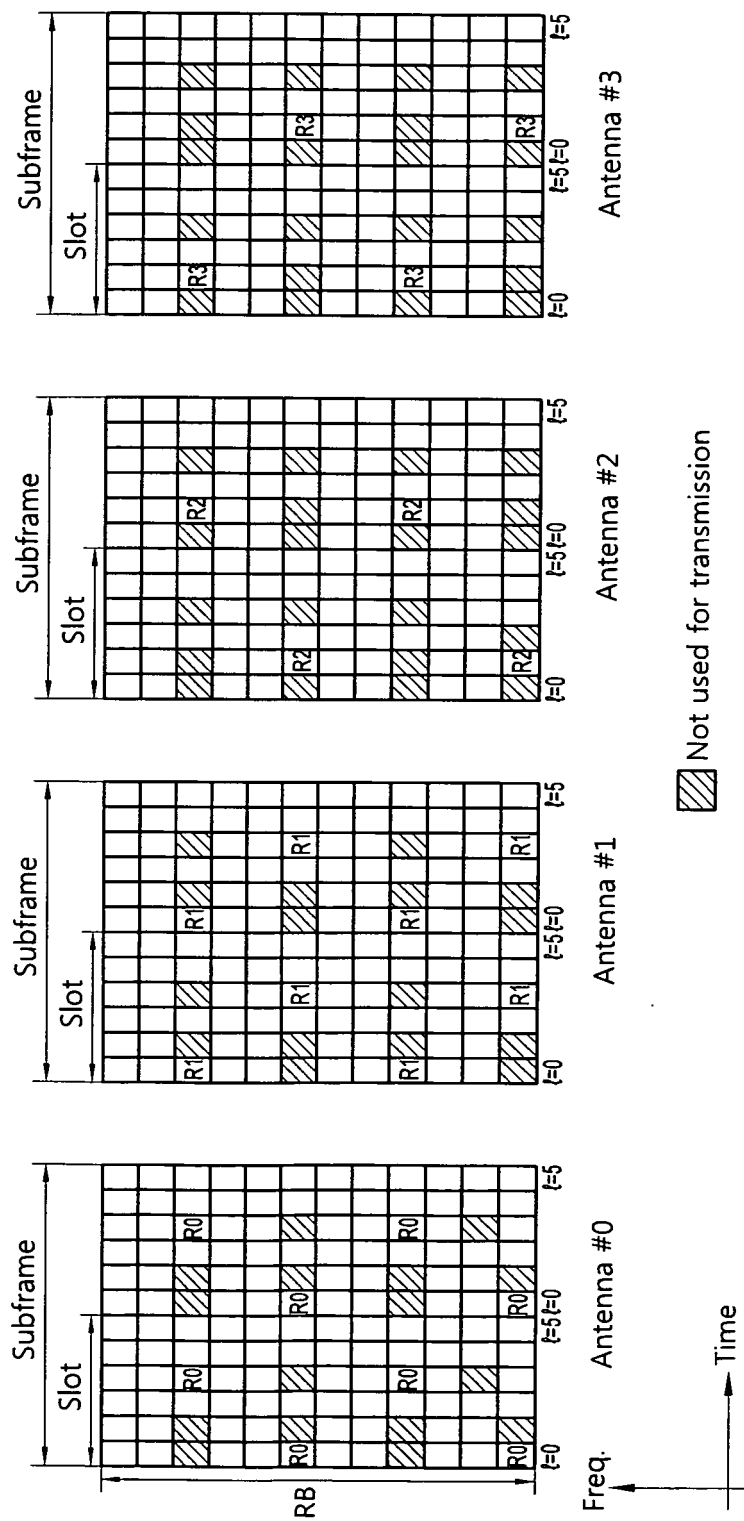 Subframe
Slot
RB
R0 R0
R0 R0
R0 R0
R0 R0
ℓ=0 ℓ=5 ℓ=0 ℓ=5
Antenna #0
Subframe
Slot
R1 R1
R1 R1
R1 R1
R1 R1
ℓ=0 ℓ=5 ℓ=0 ℓ=5
Antenna #1
Subframe
Slot
R2
R2
R2
R2
ℓ=0 ℓ=5 ℓ=0 ℓ=5
Antenna #2
Subframe
Slot
R3
R3
R3
R3
ℓ=0 ℓ=5 ℓ=0 ℓ=5
Antenna #3
Freq.
Time
Not used for transmission